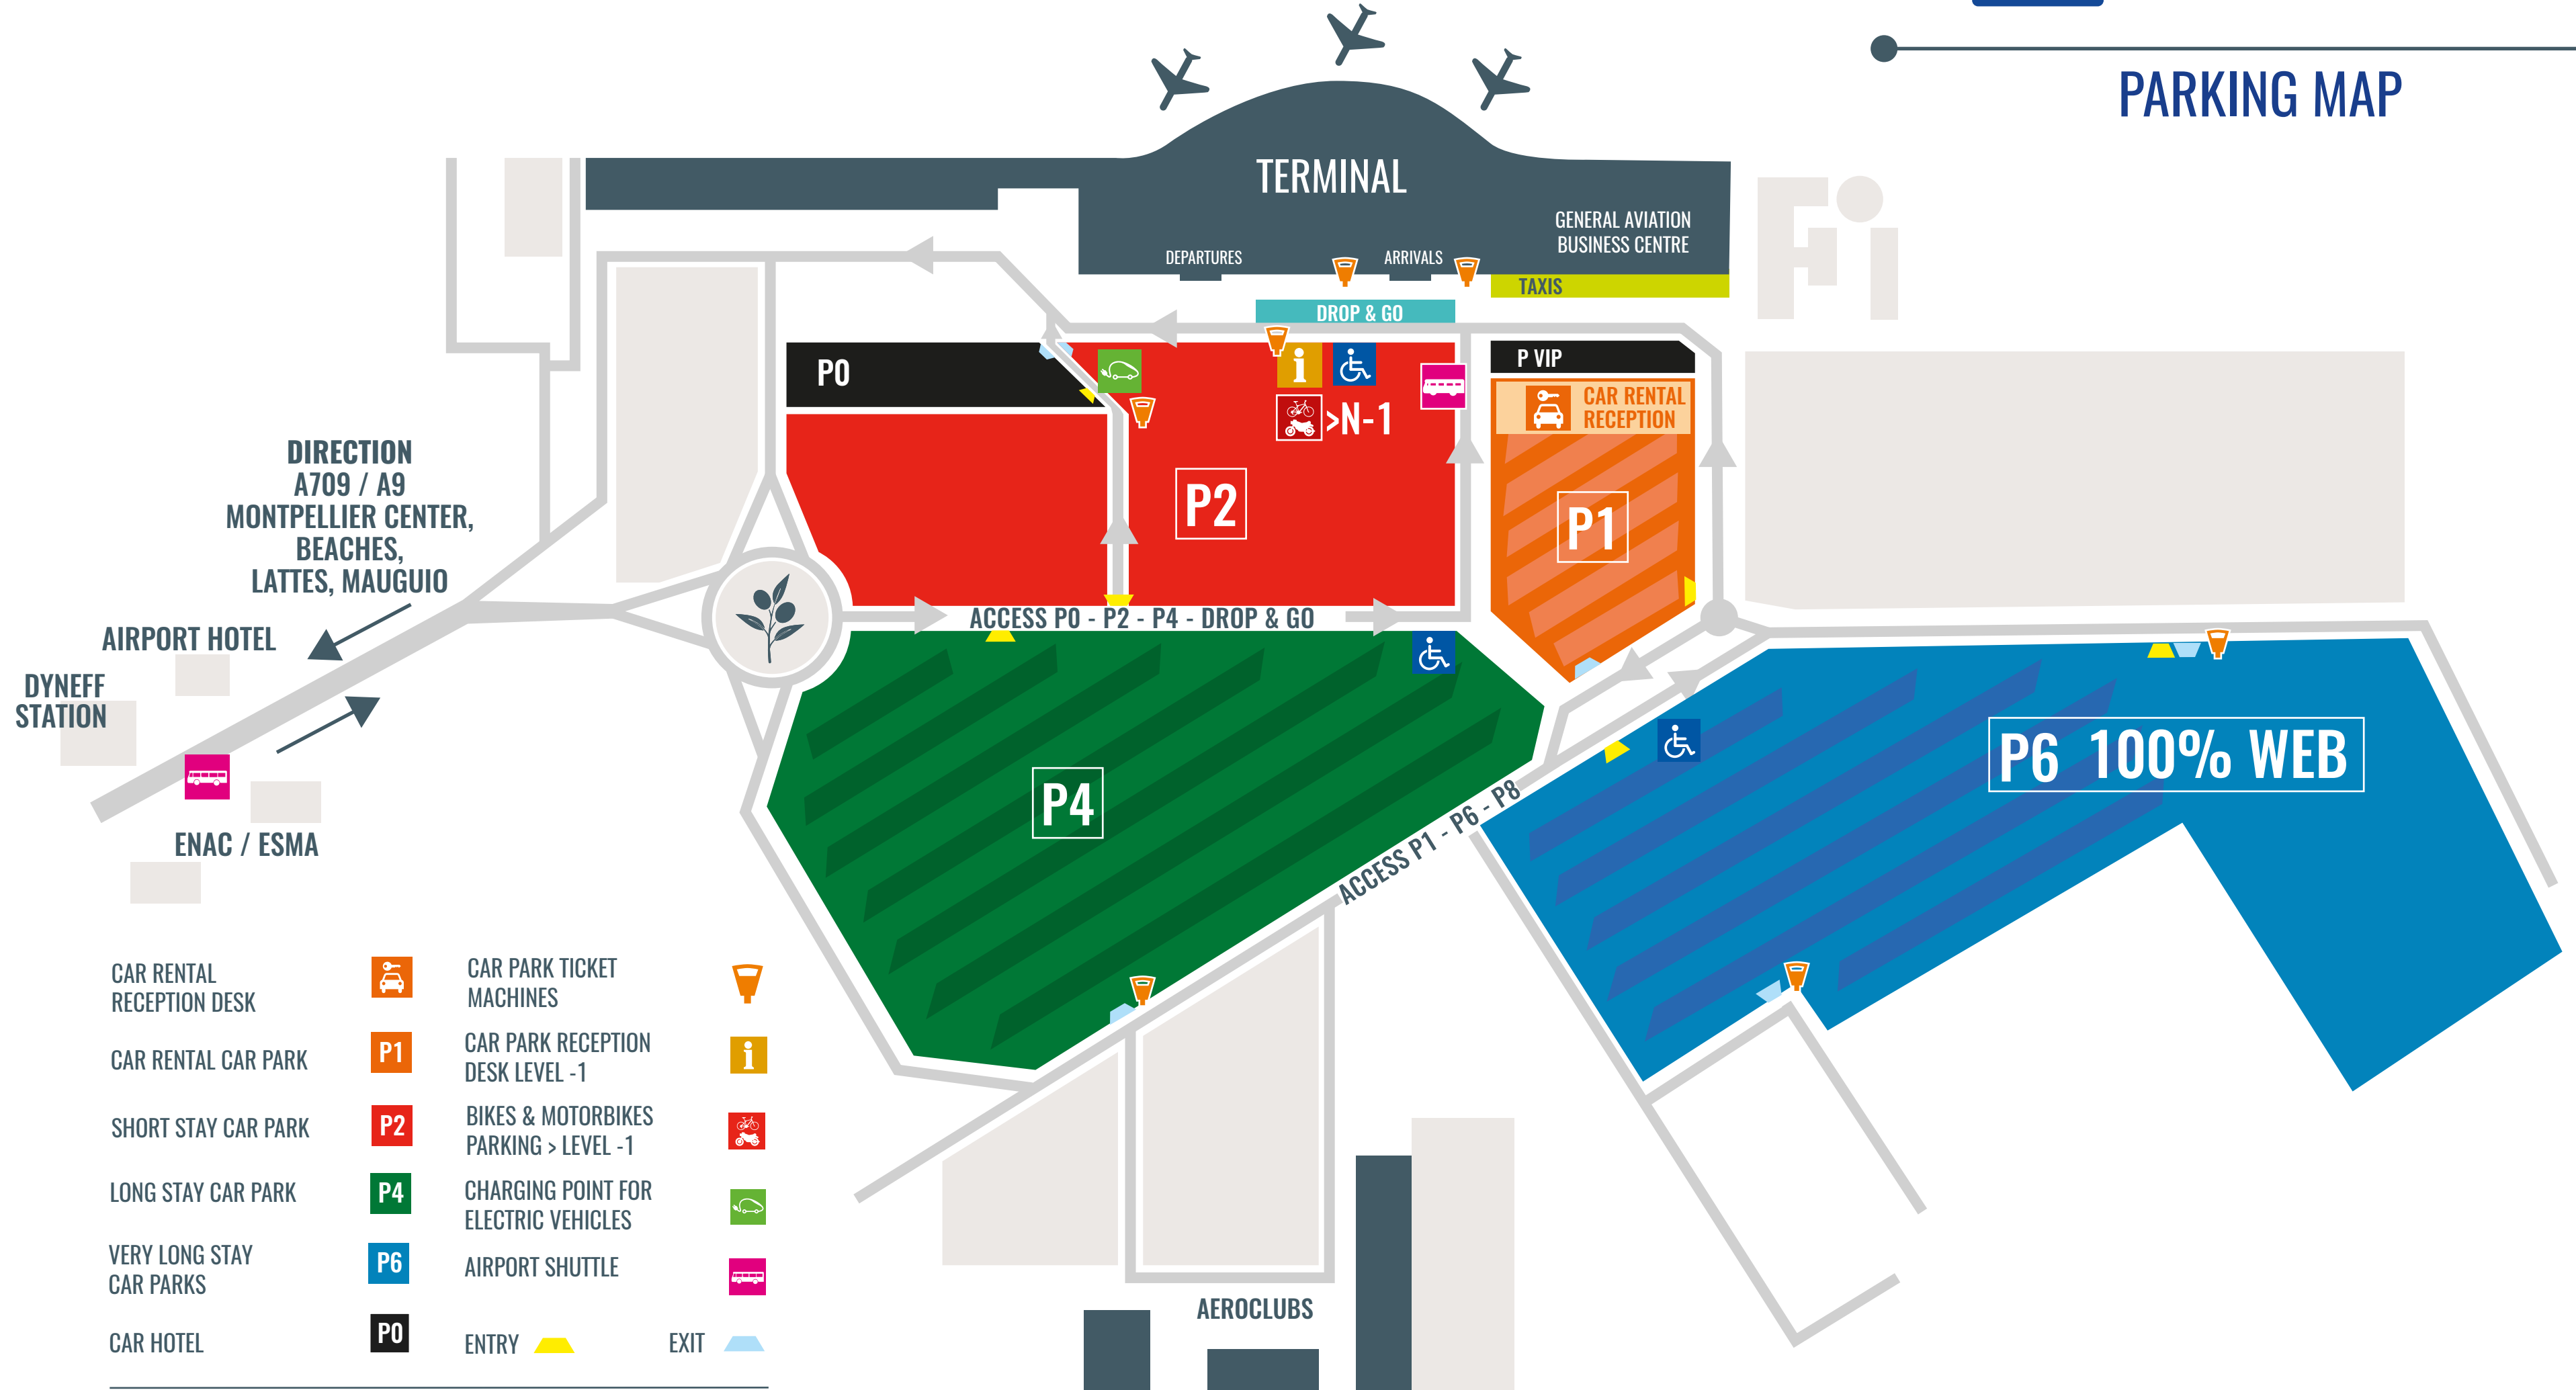 PARKING MAP
TERMINAL
GENERAL AVIATION
BUSINESS CENTRE
DEPARTURES
ARRIVALS
TAXIS
DROP & GO
P0
P VIP
CAR RENTAL
RECEPTION
i
>N-1
P2
P1
DIRECTION
A709 / A9
MONTPELLIER CENTER,
BEACHES,
LATTES, MAUGUIO
ACCESS P0 - P2 - P4 - DROP & GO
AIRPORT HOTEL
DYNEFF
STATION
ENAC / ESMA
P4
P6 100% WEB
ACCESS P1 - P6 - P8
CAR RENTAL
RECEPTION DESK
CAR RENTAL CAR PARK
P1
SHORT STAY CAR PARK
P2
LONG STAY CAR PARK
P4
VERY LONG STAY
CAR PARKS
P6
CAR HOTEL
P0
CAR PARK TICKET
MACHINES
CAR PARK RECEPTION
DESK LEVEL -1
i
BIKES & MOTORBIKES
PARKING > LEVEL -1
CHARGING POINT FOR
ELECTRIC VEHICLES
AIRPORT SHUTTLE
ENTRY
EXIT
AEROCLUBS